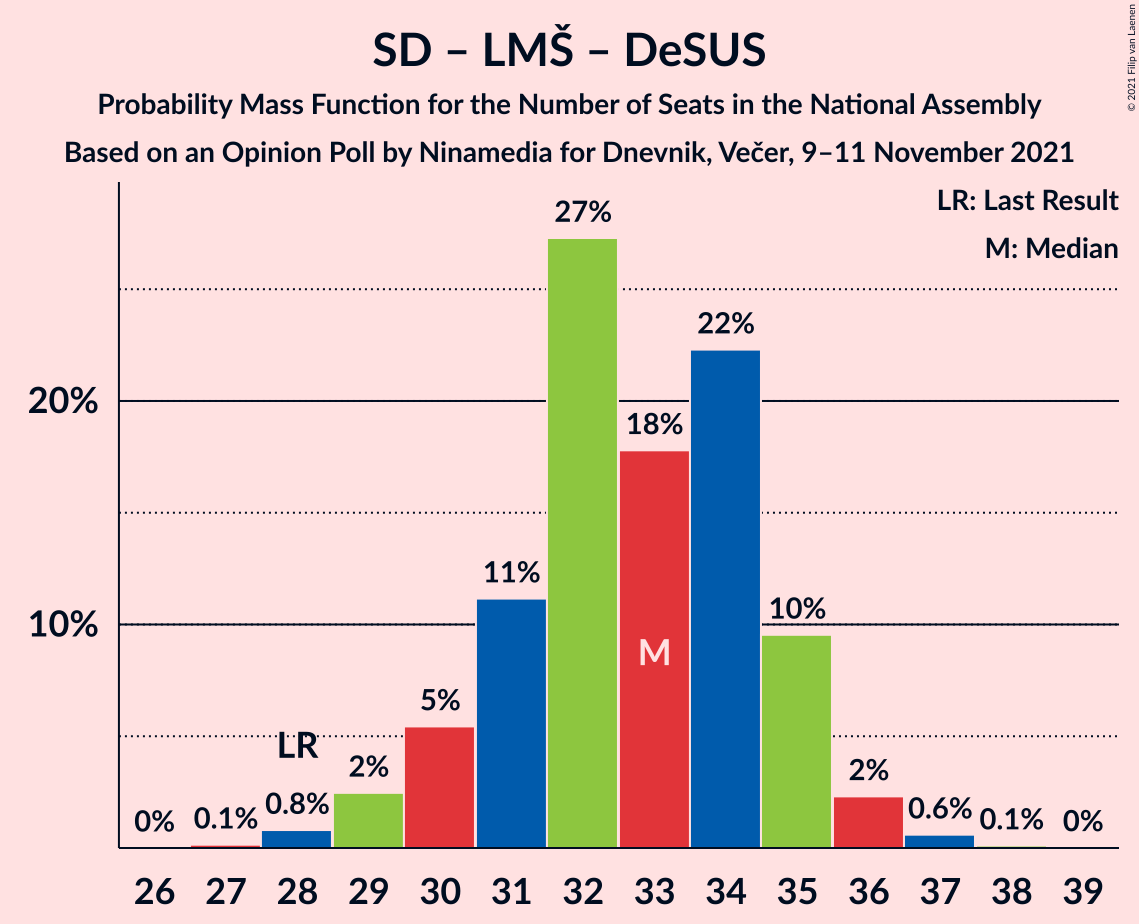 SD – LMŠ – DeSUS
Probability Mass Function for the Number of Seats in the National Assembly
Based on an Opinion Poll by Ninamedia for Dnevnik, Večer, 9–11 November 2021
© 2021 Filip van Laenen
LR: Last Result
M: Median
27%
22%
20%
18%
11%
10%
10%
M
5%
LR
2%
2%
0%
0.1%
0.8%
0.6%
0.1%
0%
26 27 28 29 30 31 32 33 34 35 36 37 38 39